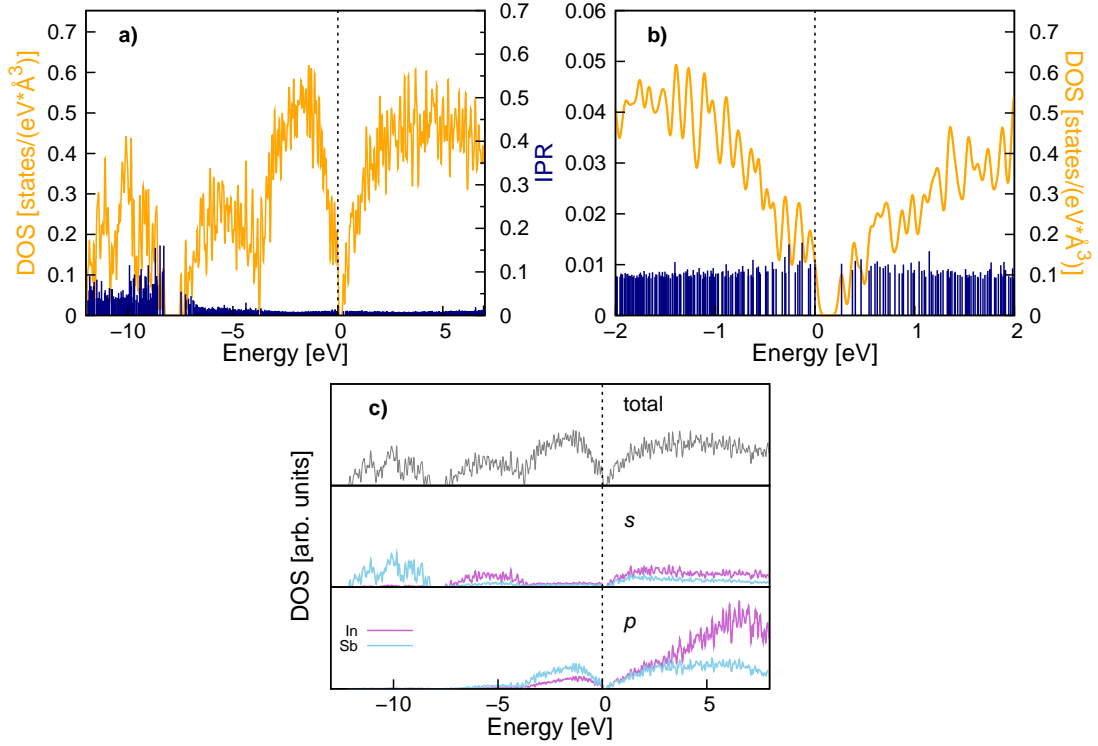 a)
DOS [states/(eV*Å³)]
0.7
0.6
0.5
0.4
0.3
0.2
0.1
0
0.7
0.6
0.5
0.4
0.3
0.2
0.1
0
IPR
−10
−5
0
5
Energy [eV]
b)
0.06
0.05
0.04
0.03
0.02
0.01
0
0.7
0.6
0.5
0.4
0.3
0.2
0.1
0
DOS [states/(eV*Å³)]
−2
−1
0
1
2
Energy [eV]
c)
total
s
p
In
Sb
DOS [arb. units]
−10
−5
0
5
Energy [eV]